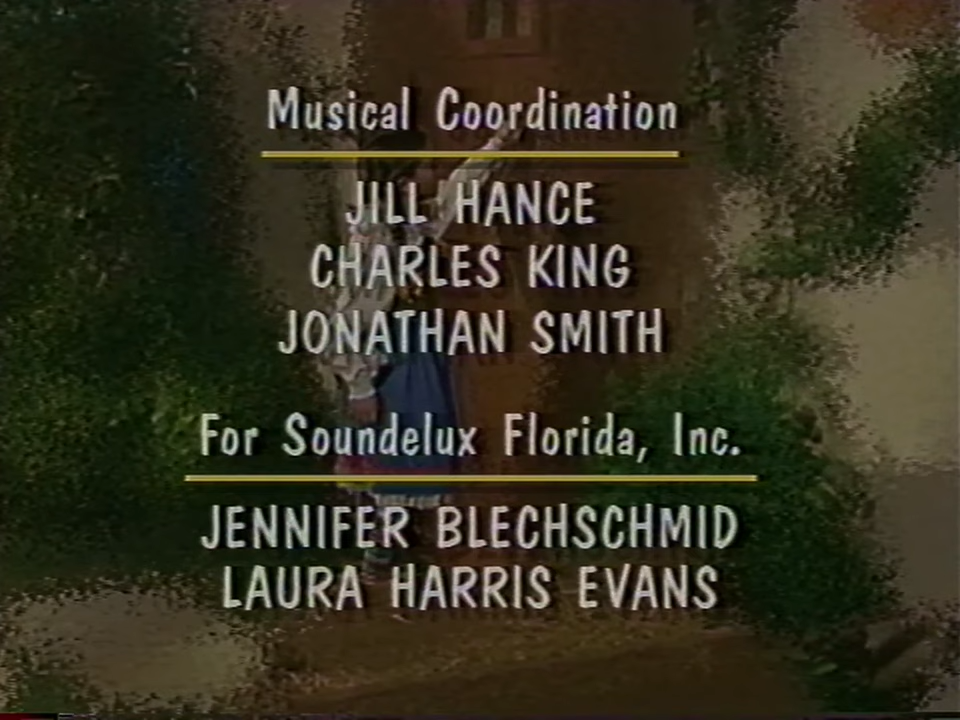 Musical Coordination
JILL HANCE
CHARLES KING
JONATHAN SMITH
For Soundelux Florida, Inc.
JENNIFER BLECHSCHMID
LAURA HARRIS EVANS